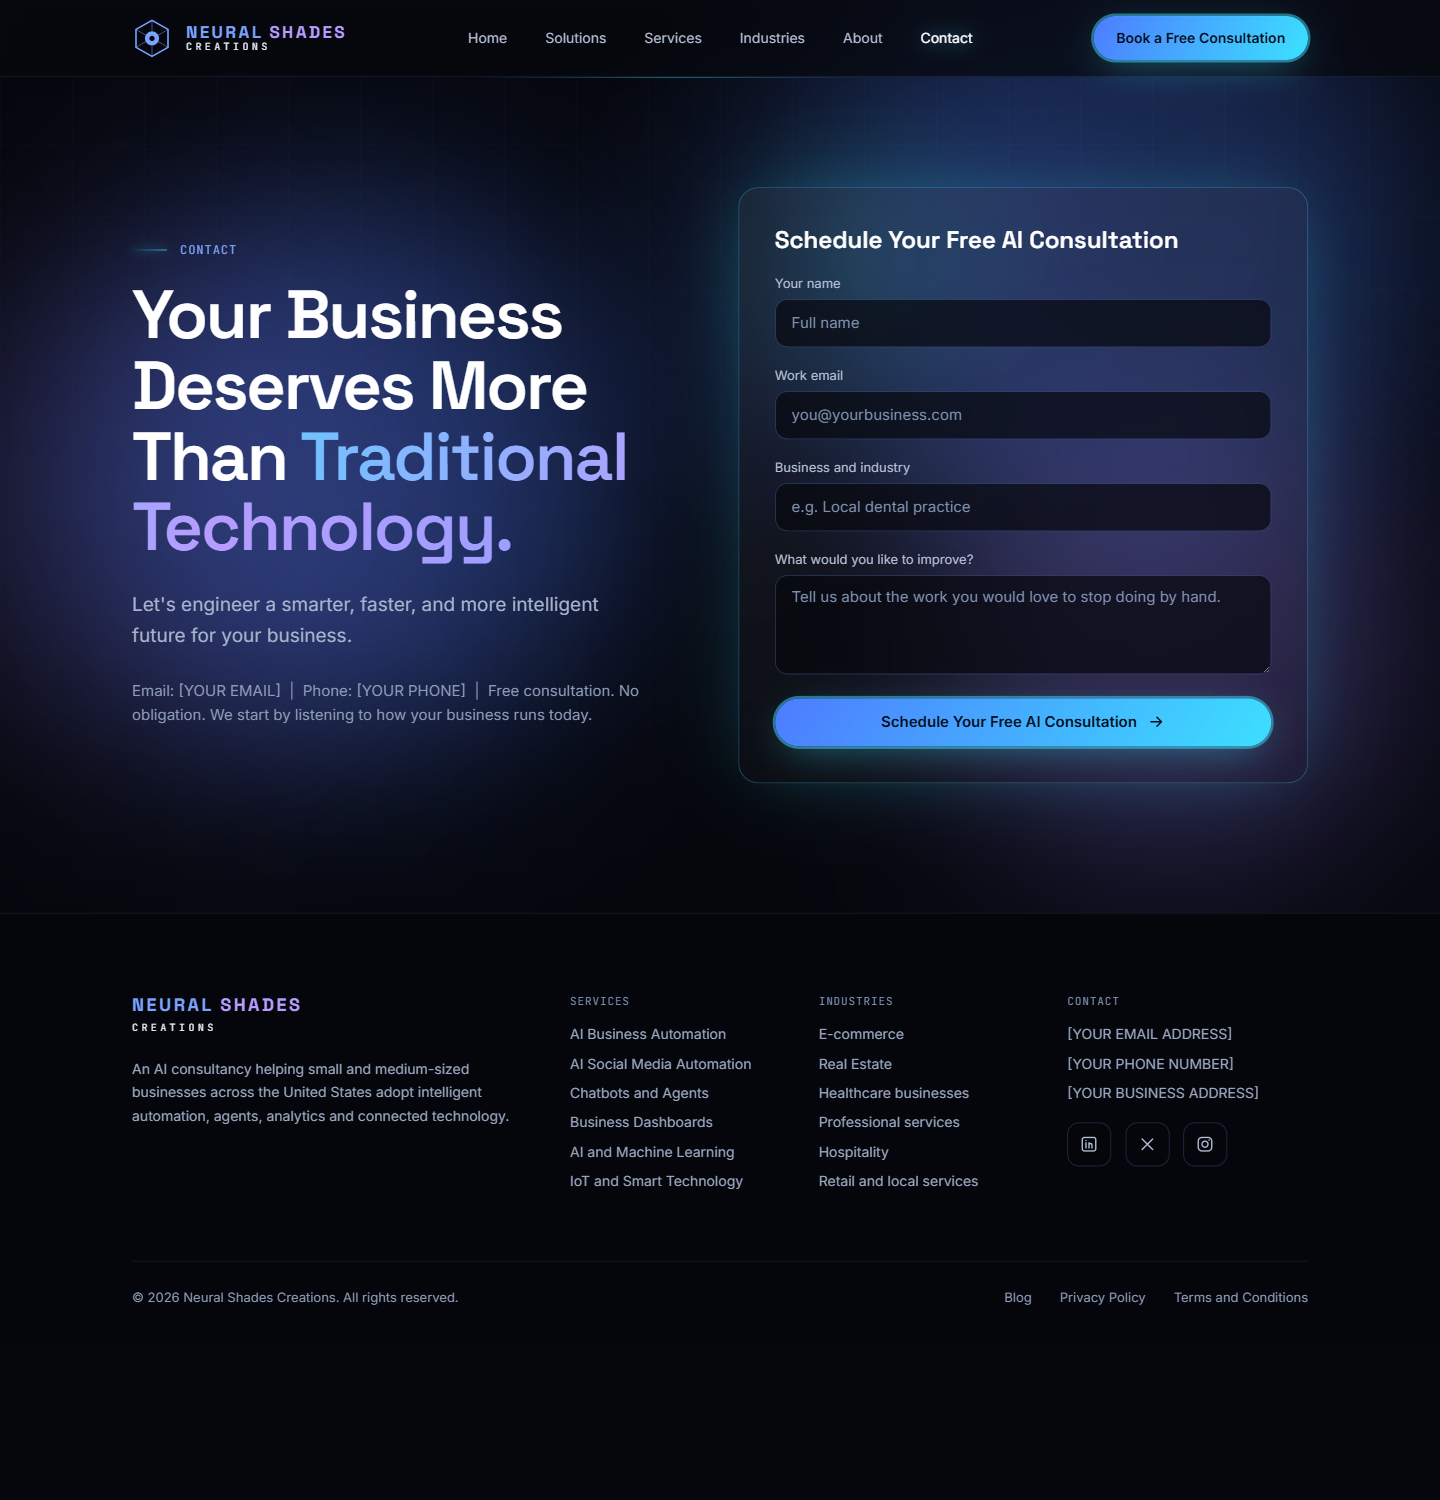 NEURAL SHADES
CREATIONS
Home
Solutions
Services
Industries
About
Contact
Book a Free Consultation
CONTACT
Your Business
Deserves More
Than Traditional
Technology.
Let's engineer a smarter, faster, and more intelligent
future for your business.
Email: [YOUR EMAIL] | Phone: [YOUR PHONE] | Free consultation. No
obligation. We start by listening to how your business runs today.
Schedule Your Free AI Consultation
Your name
Full name
Work email
you@yourbusiness.com
Business and industry
e.g. Local dental practice
What would you like to improve?
Tell us about the work you would love to stop doing by hand.
Schedule Your Free AI Consultation →
NEURAL SHADES
CREATIONS
An AI consultancy helping small and medium-sized
businesses across the United States adopt intelligent
automation, agents, analytics and connected technology.
SERVICES
AI Business Automation
AI Social Media Automation
Chatbots and Agents
Business Dashboards
AI and Machine Learning
IoT and Smart Technology
INDUSTRIES
E-commerce
Real Estate
Healthcare businesses
Professional services
Hospitality
Retail and local services
CONTACT
[YOUR EMAIL ADDRESS]
[YOUR PHONE NUMBER]
[YOUR BUSINESS ADDRESS]
© 2026 Neural Shades Creations. All rights reserved.
Blog
Privacy Policy
Terms and Conditions